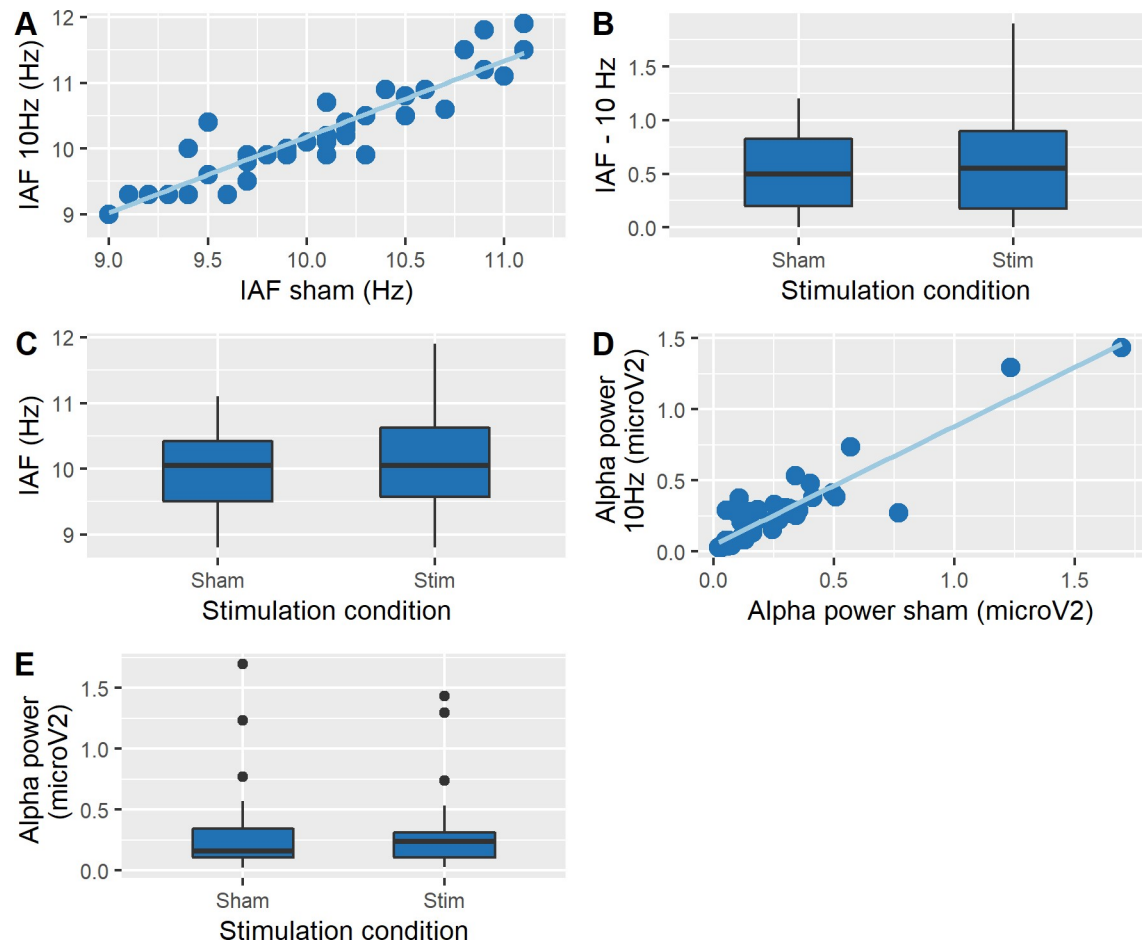 A
IAF 10Hz (Hz)
12
11
10
9
9.0 9.5 10.0 10.5 11.0
IAF sham (Hz)
B
IAF - 10 Hz
1.5
1.0
0.5
0.0
Sham Stim
Stimulation condition
C
IAF (Hz)
12
11
10
9
Sham Stim
Stimulation condition
D
Alpha power
10Hz (microV2)
1.5
1.0
0.5
0.0
0.0 0.5 1.0 1.5
Alpha power sham (microV2)
E
Alpha power
(microV2)
1.5
1.0
0.5
0.0
Sham Stim
Stimulation condition